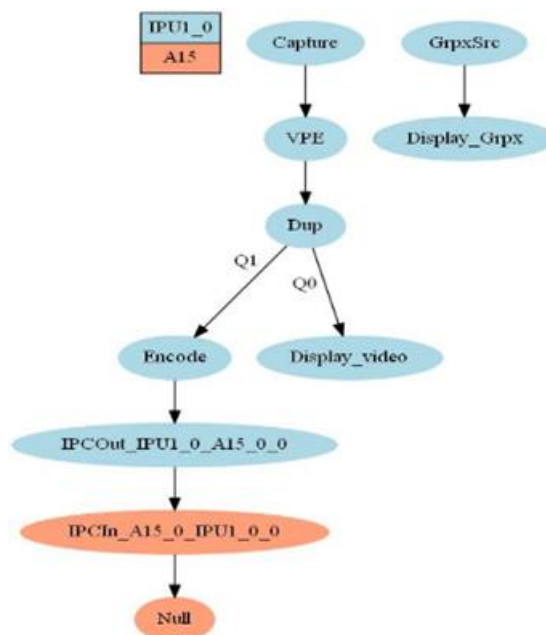 IPU1_0
A15
Capture
GrpxSrc
VPE
Display_Grpx
Dup
Q1
Q0
Encode
Display_video
IPCOut_IPU1_0_A15_0_0
IPCIn_A15_0_IPU1_0_0
Null